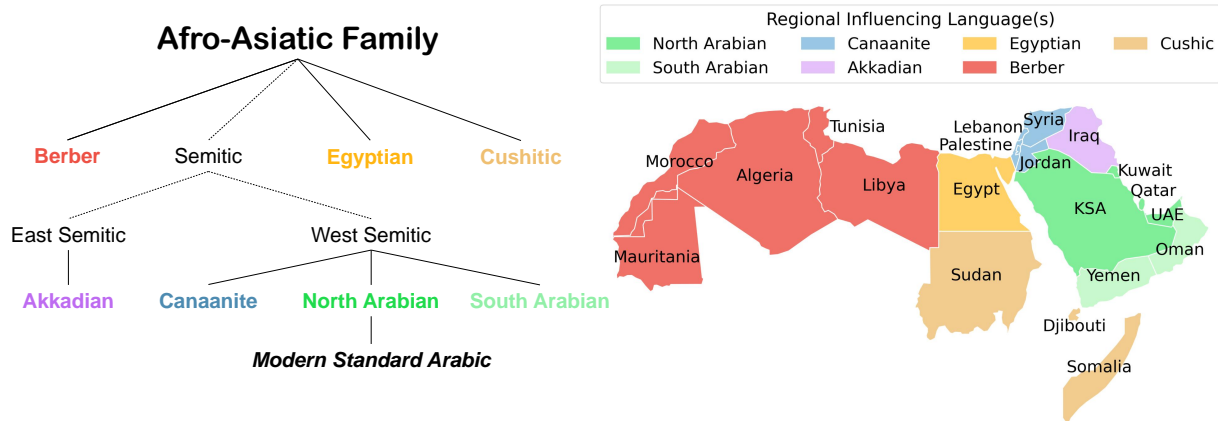 Afro-Asiatic Family
Berber Semitic Egyptian Cushitic
East Semitic West Semitic
Akkadian Canaanite North Arabian South Arabian
Modern Standard Arabic
Regional Influencing Language(s)
North Arabian Canaanite Egyptian Cushic
South Arabian Akkadian Berber
Tunisia
Lebanon
Syria
Iraq
Palestine
Morocco
Jordan
Algeria
Libya
Egypt
Kuwait
Qatar
KSA
UAE
Mauritania
Oman
Sudan
Yemen
Djibouti
Somalia